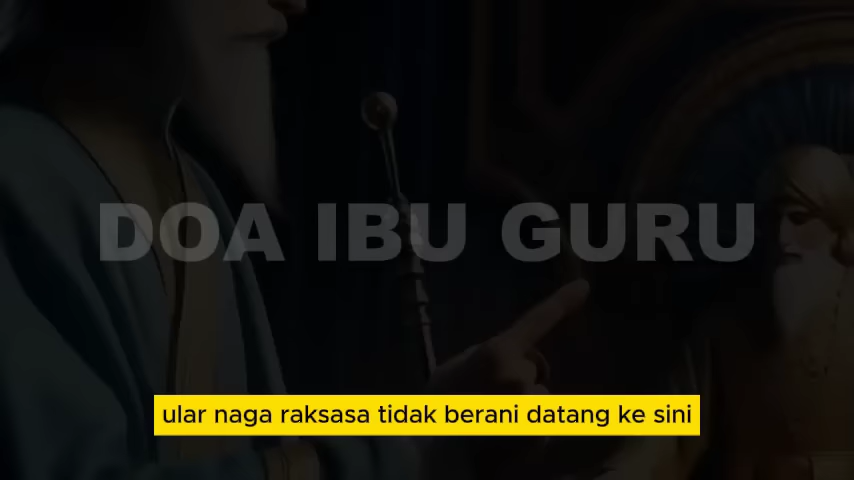 DOA IBU GURU
ular naga raksasa tidak berani datang ke sini